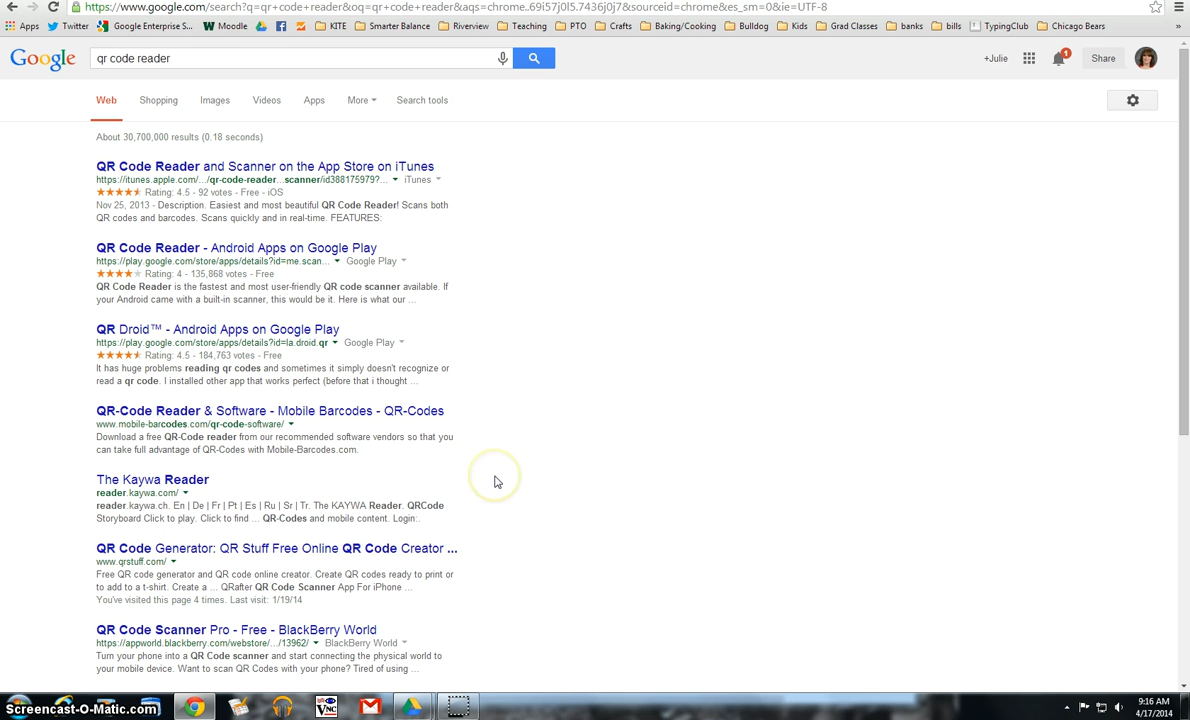 https://www.google.com/search?q=qr+code+reader&oq=qr+code+reader&aqs=chrome..69i57j0l5.7436j0j7&sourceid=chrome&es_sm=0&ie=UTF-8
Apps Twitter Google Enterprise S... Moodle KITE Smarter Balance Riverview Teaching PTO Crafts Baking/Cooking Bulldog Kids Grad Classes banks bills TypingClub Chicago Bears »
Google qr code reader +Julie 1 Share
Web Shopping Images Videos Apps More Search tools
About 30,700,000 results (0.18 seconds)
QR Code Reader and Scanner on the App Store on iTunes
https://itunes.apple.com/.../qr-code-reader...scanner/id388175979?... iTunes
Rating: 4.5 - 92 votes - Free - iOS
Nov 25, 2013 - Description. Easiest and most beautiful QR Code Reader! Scans both
QR codes and barcodes. Scans quickly and in real-time. FEATURES:
QR Code Reader - Android Apps on Google Play
https://play.google.com/store/apps/details?id=me.scan... Google Play
Rating: 4 - 135,868 votes - Free
QR Code Reader is the fastest and most user-friendly QR code scanner available. If
your Android came with a built-in scanner, this would be it. Here is what our ...
QR Droid™ - Android Apps on Google Play
https://play.google.com/store/apps/details?id=la.droid.qr Google Play
Rating: 4.5 - 184,763 votes - Free
It has huge problems reading qr codes and sometimes it simply doesn't recognize or
read a qr code. I installed other app that works perfect (before that i thought ...
QR-Code Reader & Software - Mobile Barcodes - QR-Codes
www.mobile-barcodes.com/qr-code-software/
Download a free QR-Code reader from our recommended software vendors so that you
can take full advantage of QR-Codes with Mobile-Barcodes.com.
The Kaywa Reader
reader.kaywa.com/
reader.kaywa.ch. En | De | Fr | Pt | Es | Ru | Sr | Tr. The KAYWA Reader. QRCode
Storyboard Click to play. Click to find ... QR-Codes and mobile content. Login:.
QR Code Generator: QR Stuff Free Online QR Code Creator ...
www.qrstuff.com/
Free QR code generator and QR code online creator. Create QR codes ready to print or
to add to a t-shirt. Create a ... QRafter QR Code Scanner App For iPhone ...
You've visited this page 4 times. Last visit: 1/19/14
QR Code Scanner Pro - Free - BlackBerry World
https://appworld.blackberry.com/webstore/.../13962/ BlackBerry World
Turn your phone into a QR Code scanner and start connecting the physical world to
your mobile device. Want to scan QR Codes with your phone? Tired of using ...
Screencast-O-Matic.com VNC 9:16 AM
4/17/2014